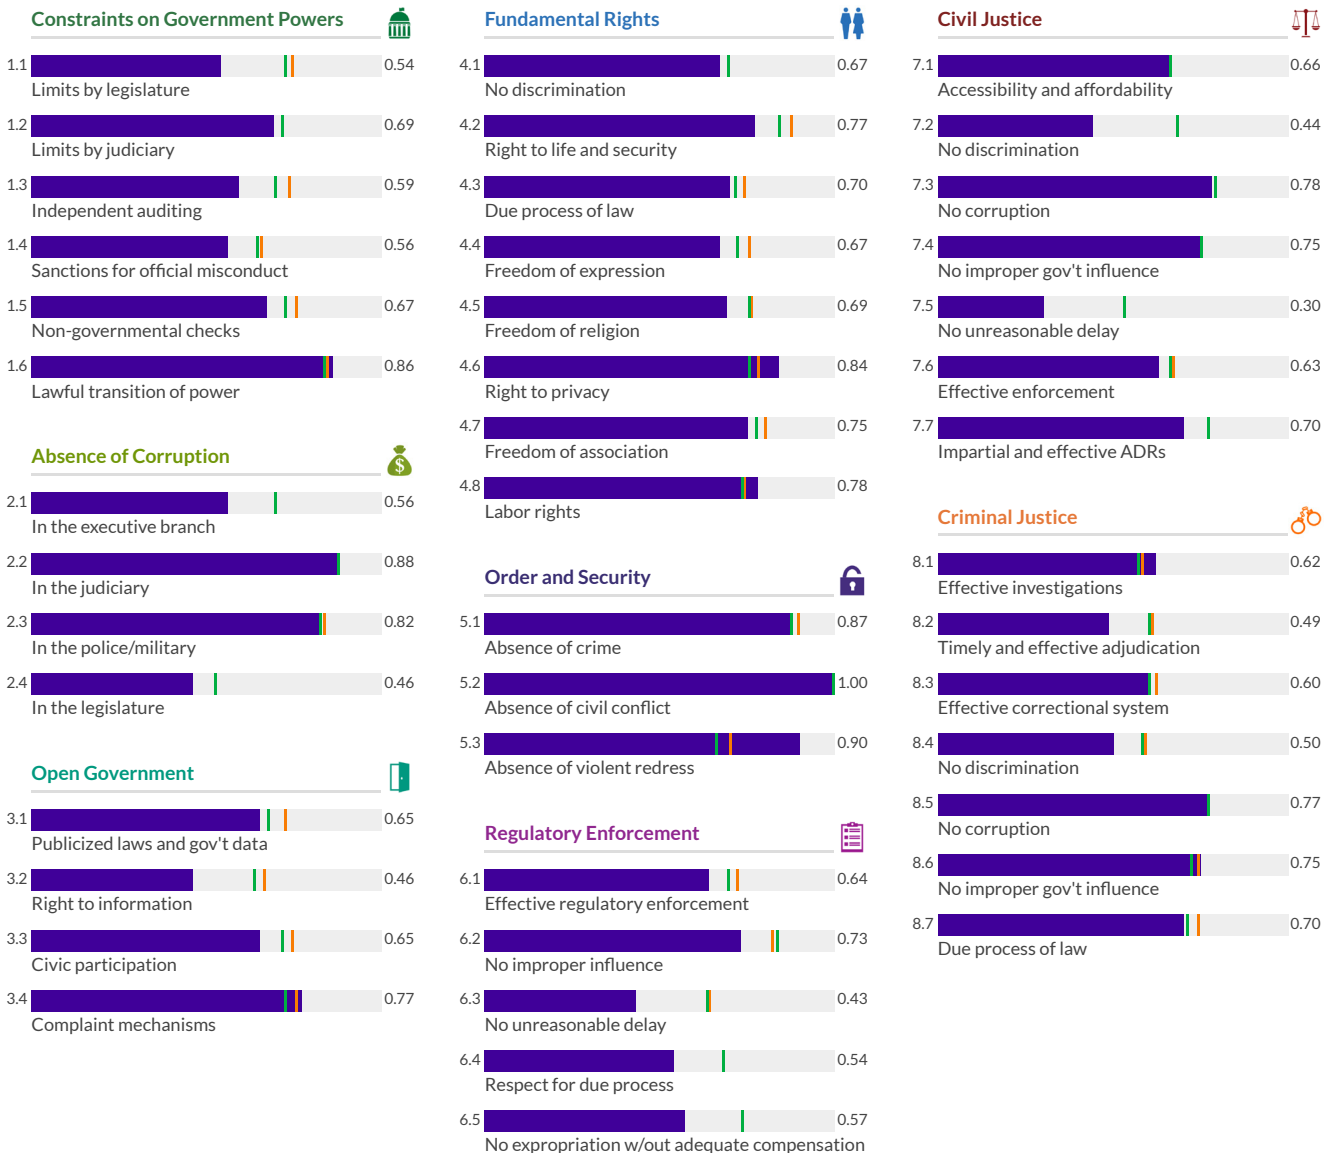 Constraints on Government Powers
1.1 0.54
Limits by legislature
1.2 0.69
Limits by judiciary
1.3 0.59
Independent auditing
1.4 0.56
Sanctions for official misconduct
1.5 0.67
Non-governmental checks
1.6 0.86
Lawful transition of power
Absence of Corruption
$
2.1 0.56
In the executive branch
2.2 0.88
In the judiciary
2.3 0.82
In the police/military
2.4 0.46
In the legislature
Open Government
3.1 0.65
Publicized laws and gov't data
3.2 0.46
Right to information
3.3 0.65
Civic participation
3.4 0.77
Complaint mechanisms
Fundamental Rights
4.1 0.67
No discrimination
4.2 0.77
Right to life and security
4.3 0.70
Due process of law
4.4 0.67
Freedom of expression
4.5 0.69
Freedom of religion
4.6 0.84
Right to privacy
4.7 0.75
Freedom of association
4.8 0.78
Labor rights
Order and Security
5.1 0.87
Absence of crime
5.2 1.00
Absence of civil conflict
5.3 0.90
Absence of violent redress
Regulatory Enforcement
6.1 0.64
Effective regulatory enforcement
6.2 0.73
No improper influence
6.3 0.43
No unreasonable delay
6.4 0.54
Respect for due process
6.5 0.57
No expropriation w/out adequate compensation
Civil Justice
7.1 0.66
Accessibility and affordability
7.2 0.44
No discrimination
7.3 0.78
No corruption
7.4 0.75
No improper gov't influence
7.5 0.30
No unreasonable delay
7.6 0.63
Effective enforcement
7.7 0.70
Impartial and effective ADRs
Criminal Justice
8.1 0.62
Effective investigations
8.2 0.49
Timely and effective adjudication
8.3 0.60
Effective correctional system
8.4 0.50
No discrimination
8.5 0.77
No corruption
8.6 0.75
No improper gov't influence
8.7 0.70
Due process of law